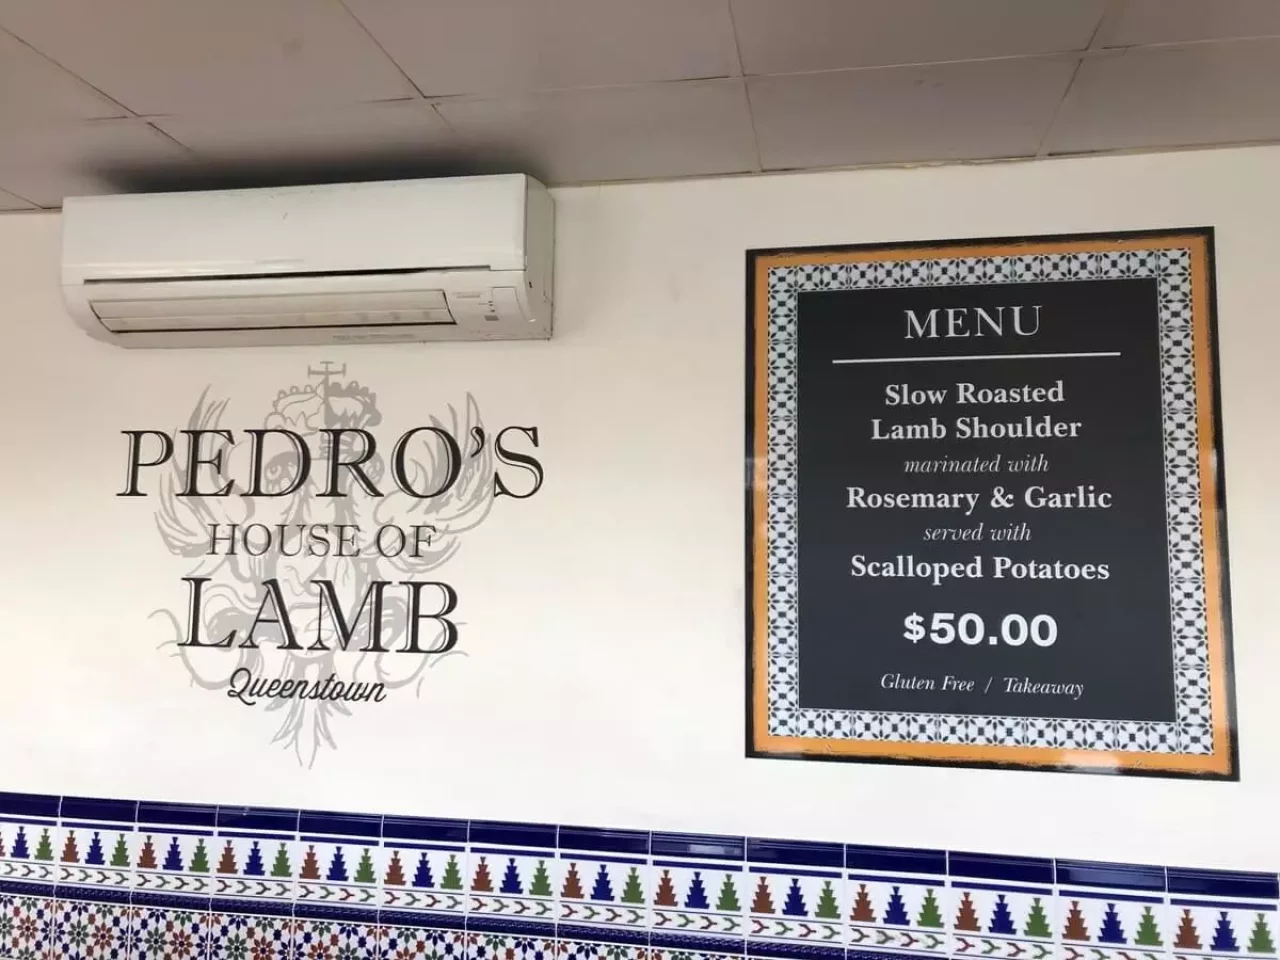 PEDRO'S
HOUSE OF
LAMB
Queenstown
MENU
Slow Roasted
Lamb Shoulder
marinated with
Rosemary & Garlic
served with
Scalloped Potatoes
$50.00
Gluten Free / Takeaway